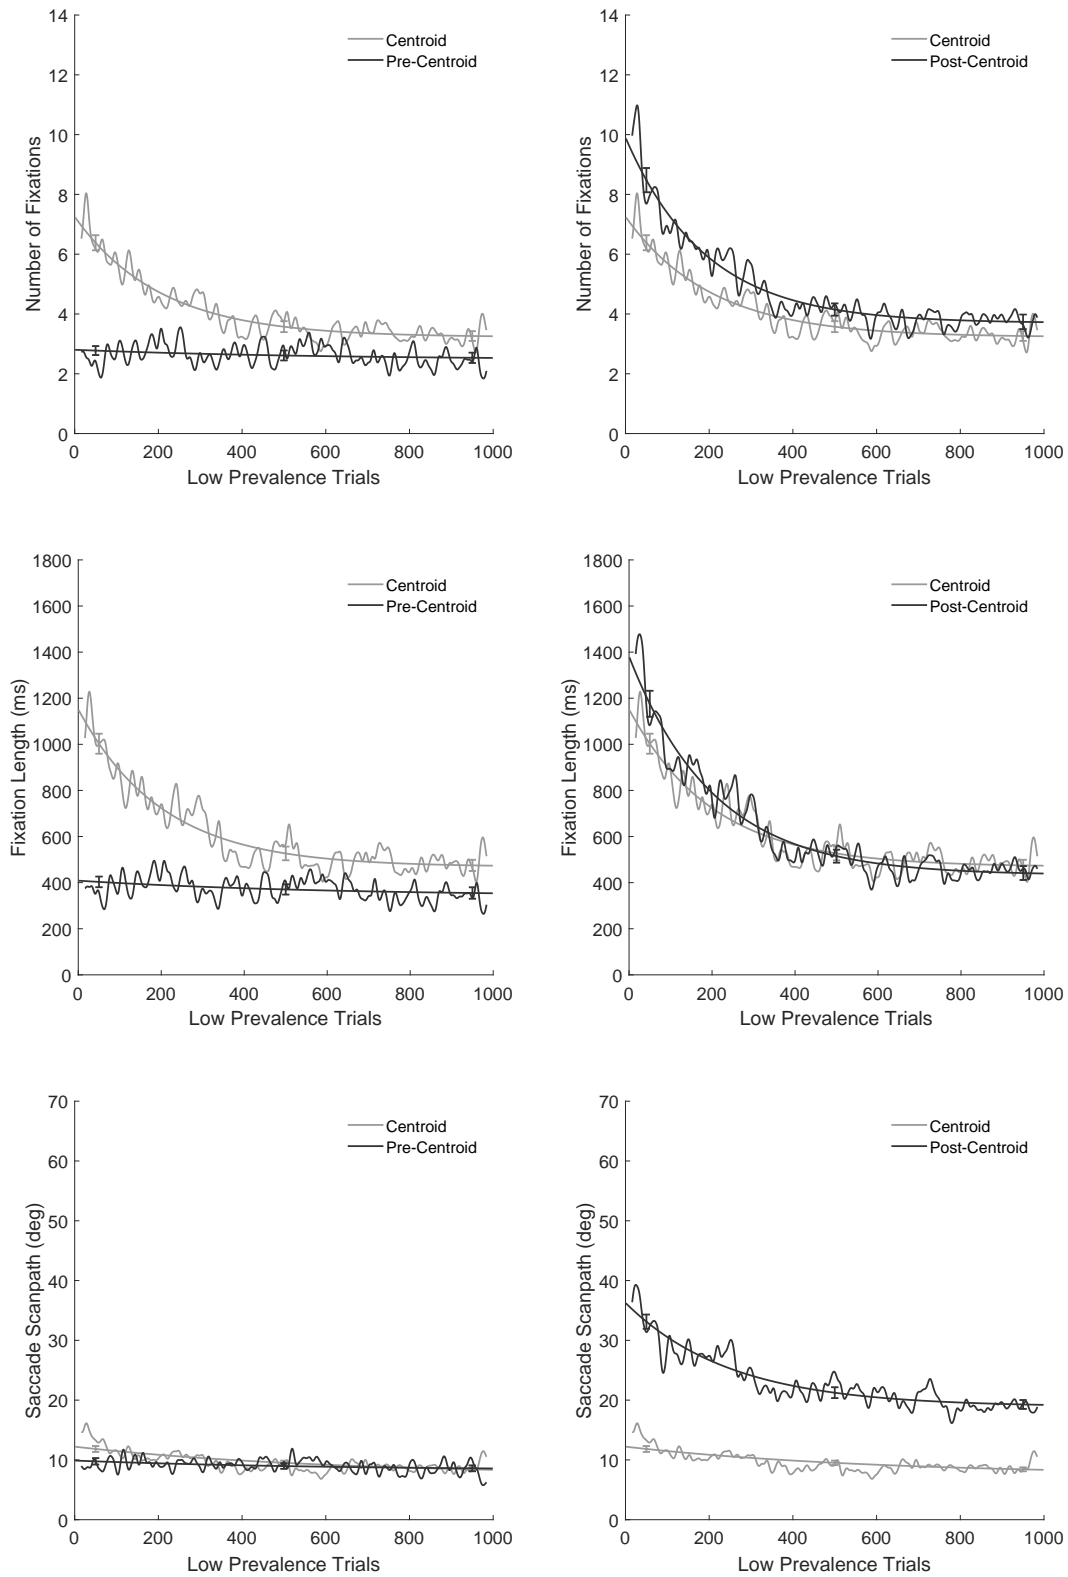 14
12
10
8
6
4
2
0
Number of Fixations
Centroid
Pre-Centroid
0 200 400 600 800 1000
Low Prevalence Trials
14
12
10
8
6
4
2
0
Number of Fixations
Centroid
Post-Centroid
0 200 400 600 800 1000
Low Prevalence Trials
1800
1600
1400
1200
1000
800
600
400
200
0
Fixation Length (ms)
Centroid
Pre-Centroid
0 200 400 600 800 1000
Low Prevalence Trials
1800
1600
1400
1200
1000
800
600
400
200
0
Fixation Length (ms)
Centroid
Post-Centroid
0 200 400 600 800 1000
Low Prevalence Trials
70
60
50
40
30
20
10
0
Saccade Scanpath (deg)
Centroid
Pre-Centroid
0 200 400 600 800 1000
Low Prevalence Trials
70
60
50
40
30
20
10
0
Saccade Scanpath (deg)
Centroid
Post-Centroid
0 200 400 600 800 1000
Low Prevalence Trials